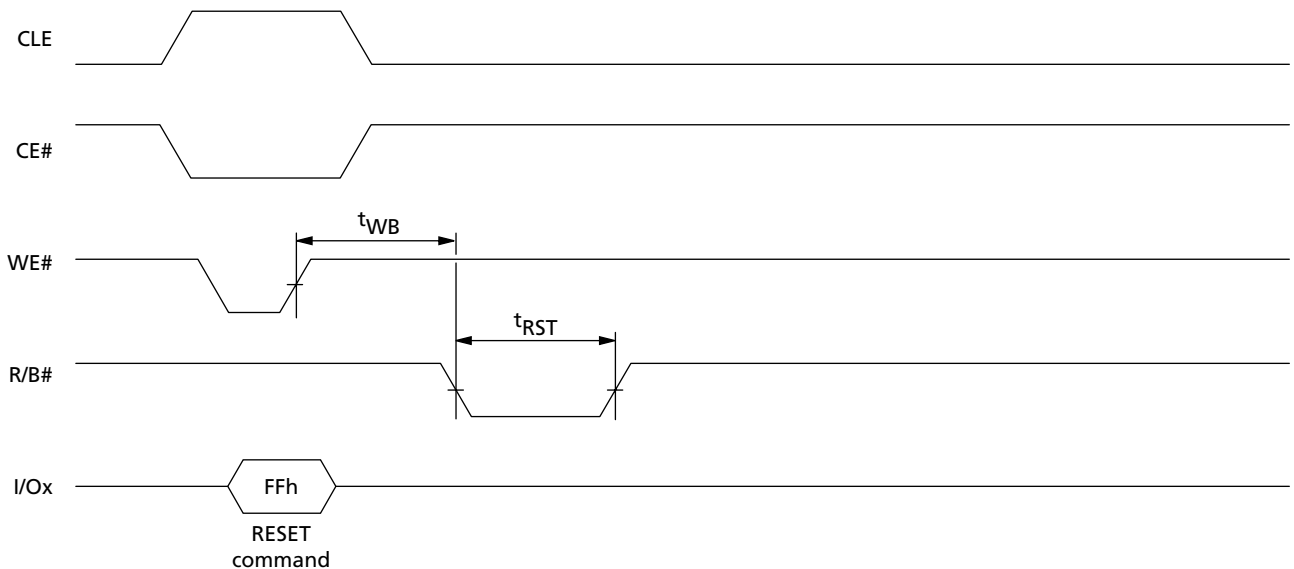 CLE
CE#
tWB
WE#
tRST
R/B#
I/Ox
FFh
RESET
command